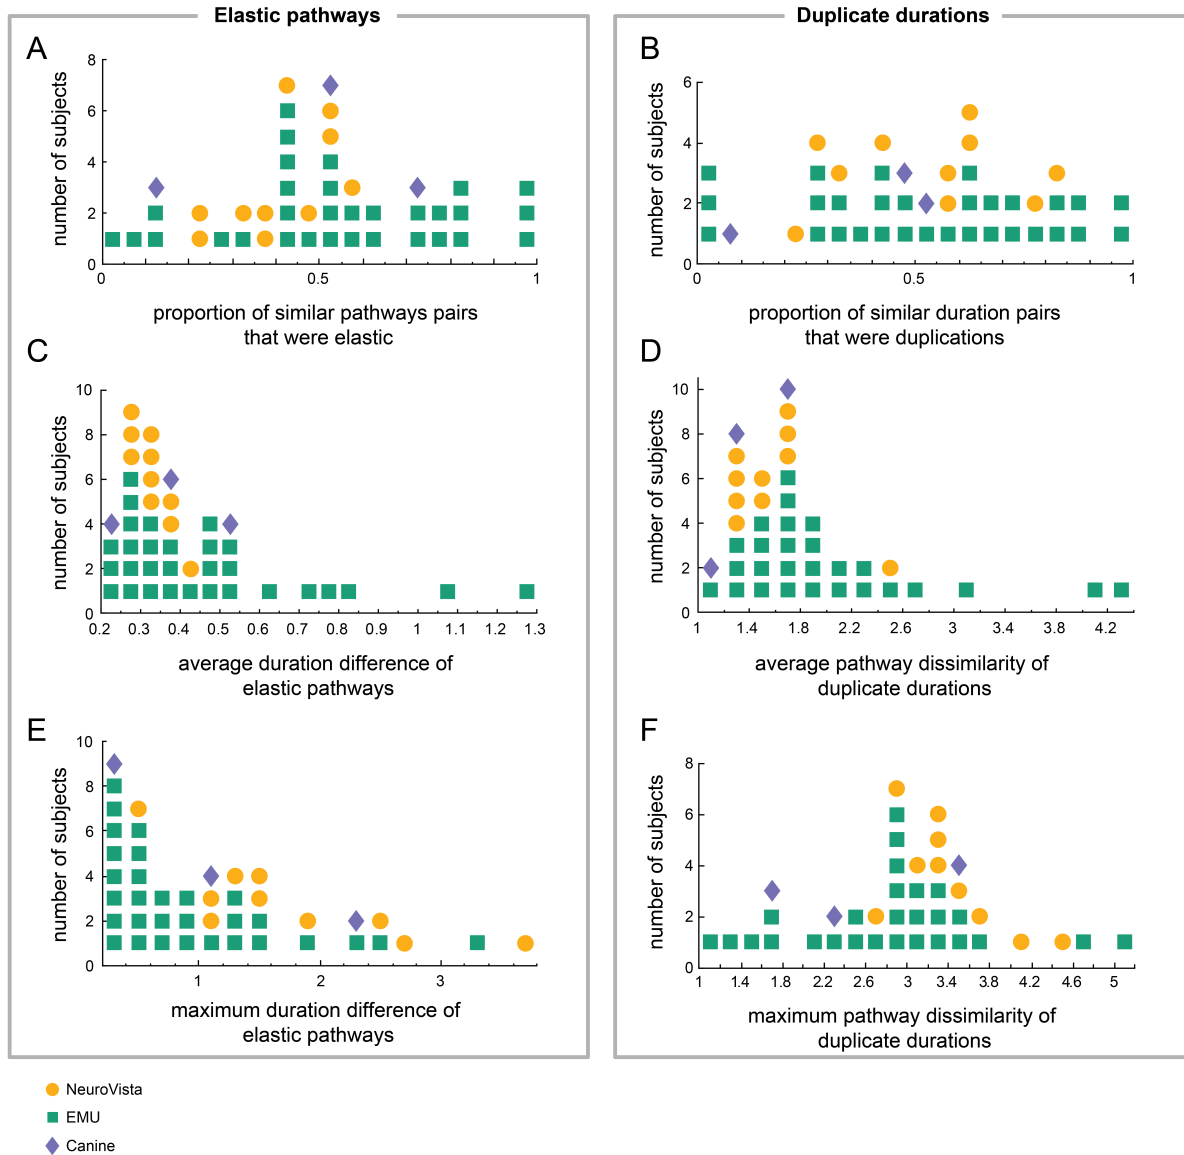 Elastic pathways
Duplicate durations
A
number of subjects
8
6
4
2
0
0
0.5
1
proportion of similar pathways pairs
that were elastic
B
number of subjects
6
4
2
0
0
0.5
1
proportion of similar duration pairs
that were duplications
C
number of subjects
10
8
6
4
2
0
0.2 0.3 0.4 0.5 0.6 0.7 0.8 0.9 1 1.1 1.2 1.3
average duration difference of
elastic pathways
D
number of subjects
10
8
6
4
2
0
1 1.4 1.8 2.2 2.6 3 3.4 3.8 4.2
average pathway dissimilarity of
duplicate durations
E
number of subjects
10
8
6
4
2
0
1 2 3
maximum duration difference of
elastic pathways
F
number of subjects
8
6
4
2
0
1 1.4 1.8 2.2 2.6 3 3.4 3.8 4.2 4.6 5
maximum pathway dissimilarity of
duplicate durations
NeuroVista
EMU
Canine